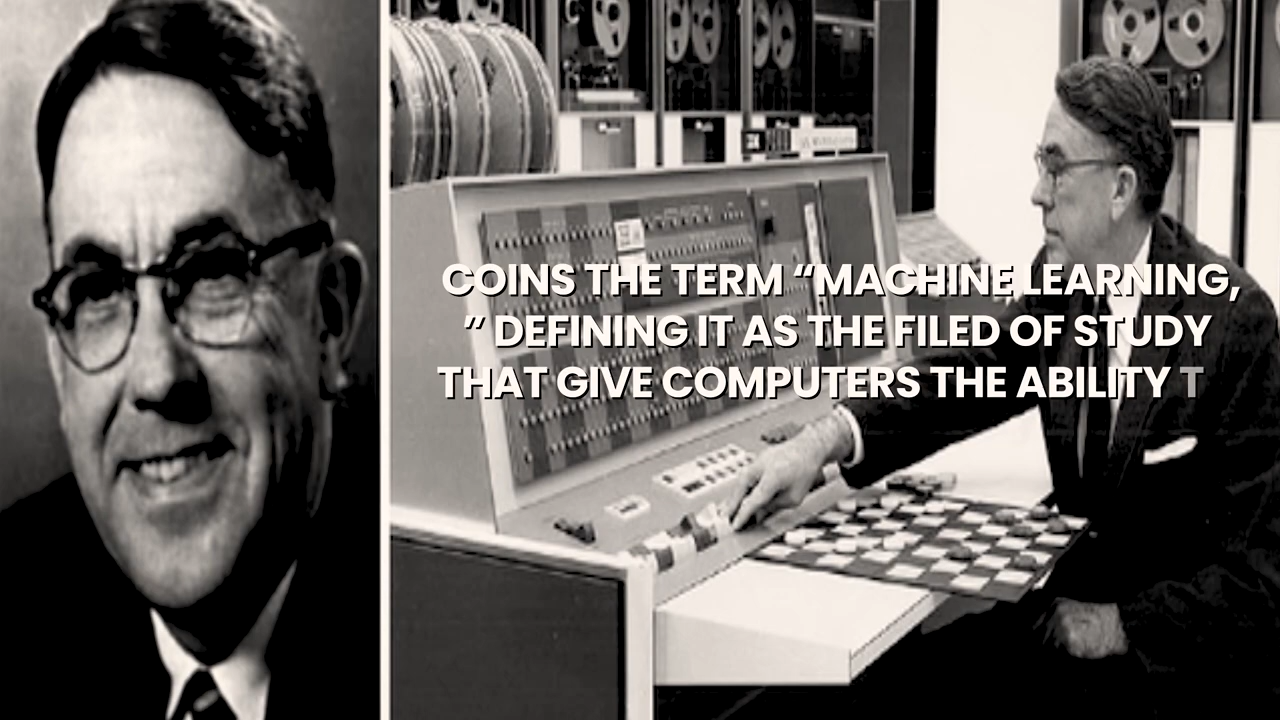 COINS THE TERM “MACHINE LEARNING,
” DEFINING IT AS THE FILED OF STUDY
THAT GIVE COMPUTERS THE ABILITY T